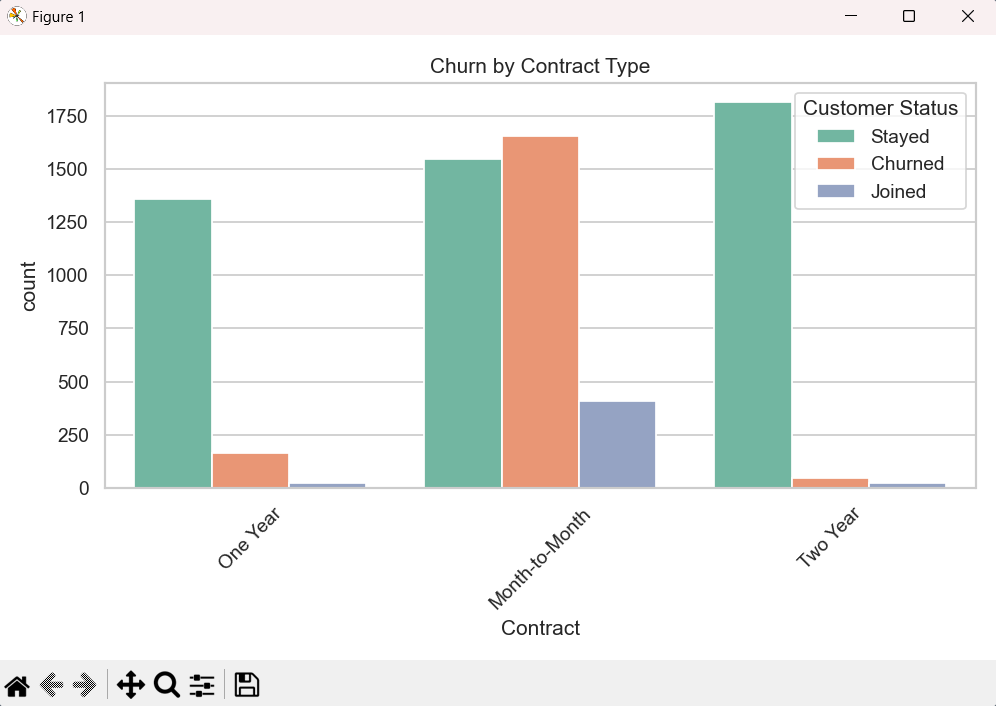 Figure 1
Churn by Contract Type
Customer Status
Stayed
Churned
Joined
1750
1500
1250
1000
750
500
250
0
count
One Year
Month-to-Month
Two Year
Contract